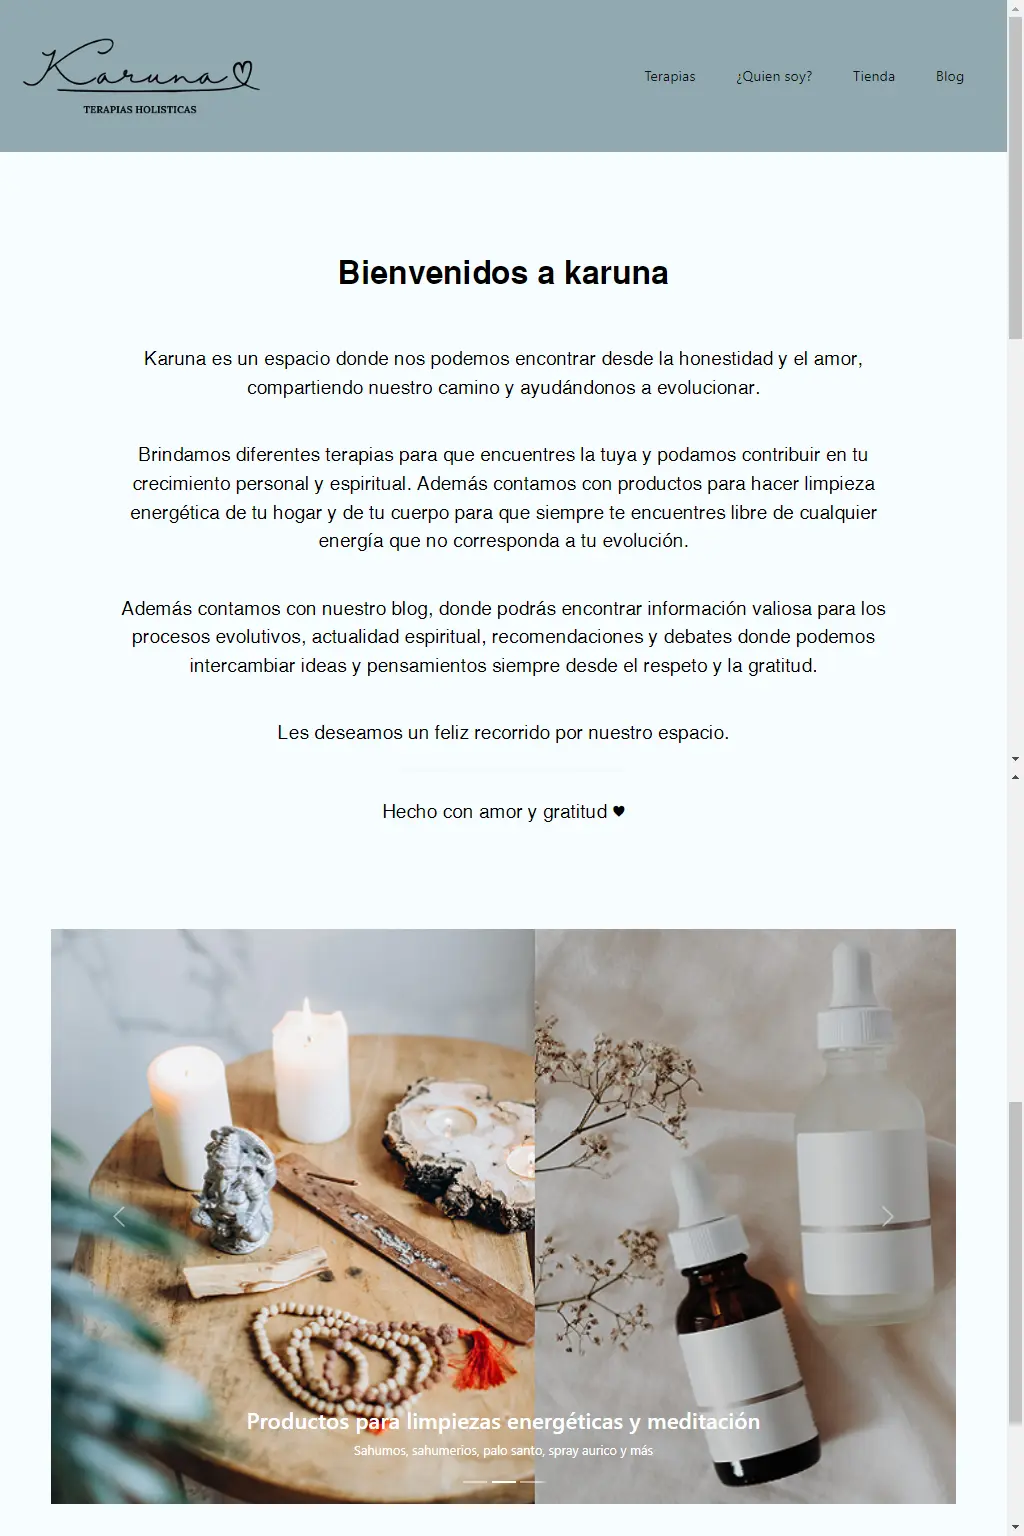 Karuna
TERAPIAS HOLISTICAS
Terapias
¿Quien soy?
Tienda
Blog
Bienvenidos a karuna
Karuna es un espacio donde nos podemos encontrar desde la honestidad y el amor,
compartiendo nuestro camino y ayudándonos a evolucionar.
Brindamos diferentes terapias para que encuentres la tuya y podamos contribuir en tu
crecimiento personal y espiritual. Además contamos con productos para hacer limpieza
energética de tu hogar y de tu cuerpo para que siempre te encuentres libre de cualquier
energía que no corresponda a tu evolución.
Además contamos con nuestro blog, donde podrás encontrar información valiosa para los
procesos evolutivos, actualidad espiritual, recomendaciones y debates donde podemos
intercambiar ideas y pensamientos siempre desde el respeto y la gratitud.
Les deseamos un feliz recorrido por nuestro espacio.
Hecho con amor y gratitud ♥
Productos para limpiezas energéticas y meditación
Sahumos, sahumerios, palo santo, spray aurico y más